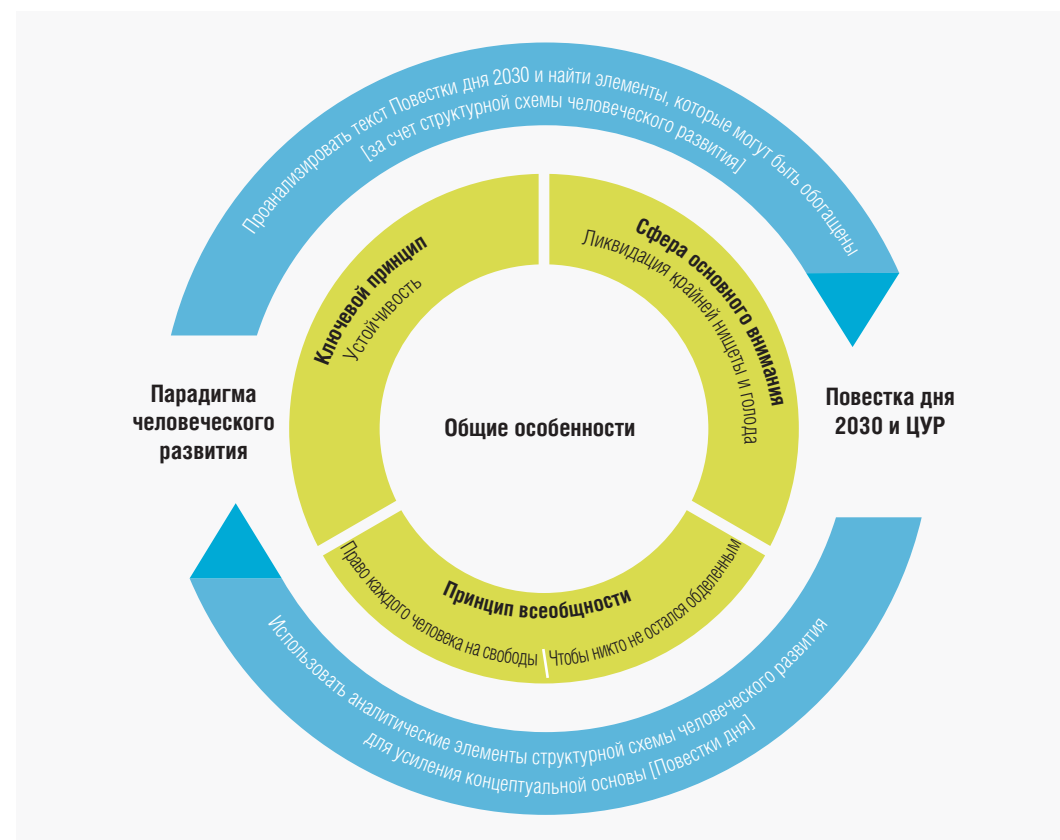 Проанализировать текст Повестки дня 2030 и найти элементы, которые могут быть обогащены
[за счет структурной схемы человеческого развития]
Ключевой принцип
Устойчивость
Сфера основного внимания
Ликвидация крайней нищеты и голода
Парадигма
человеческого
развития
Общие особенности
Повестка дня
2030 и ЦУР
Принцип всеобщности
Право каждого человека на свободы
Чтобы никто не остался обделенным
Использовать аналитические элементы структурной схемы человеческого развития
для усиления концептуальной основы [Повестки дня]